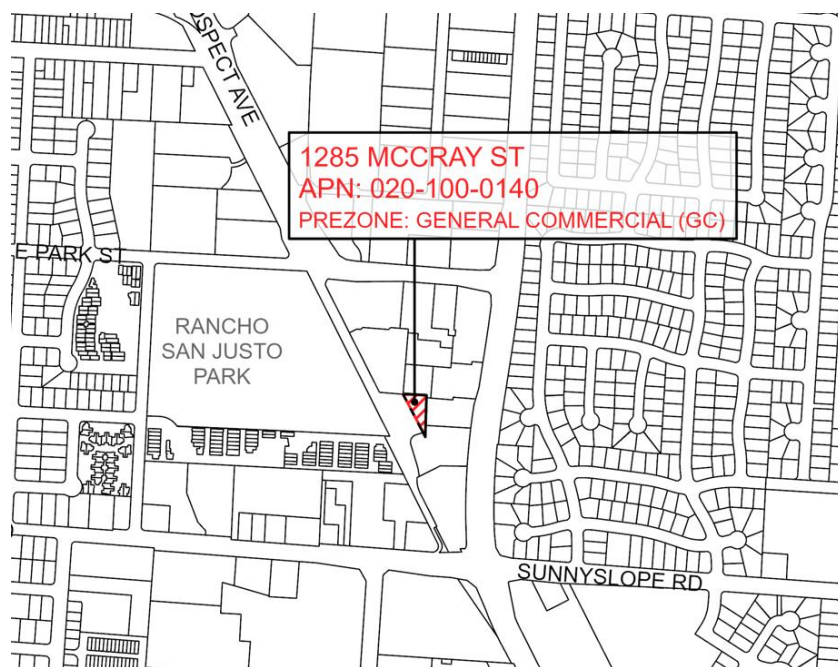 OSPECT AVE
1285 MCCRAY ST
APN: 020-100-0140
PREZONE: GENERAL COMMERCIAL (GC)
E PARK ST
RANCHO
SAN JUSTO
PARK
SUNNYSLOPE RD